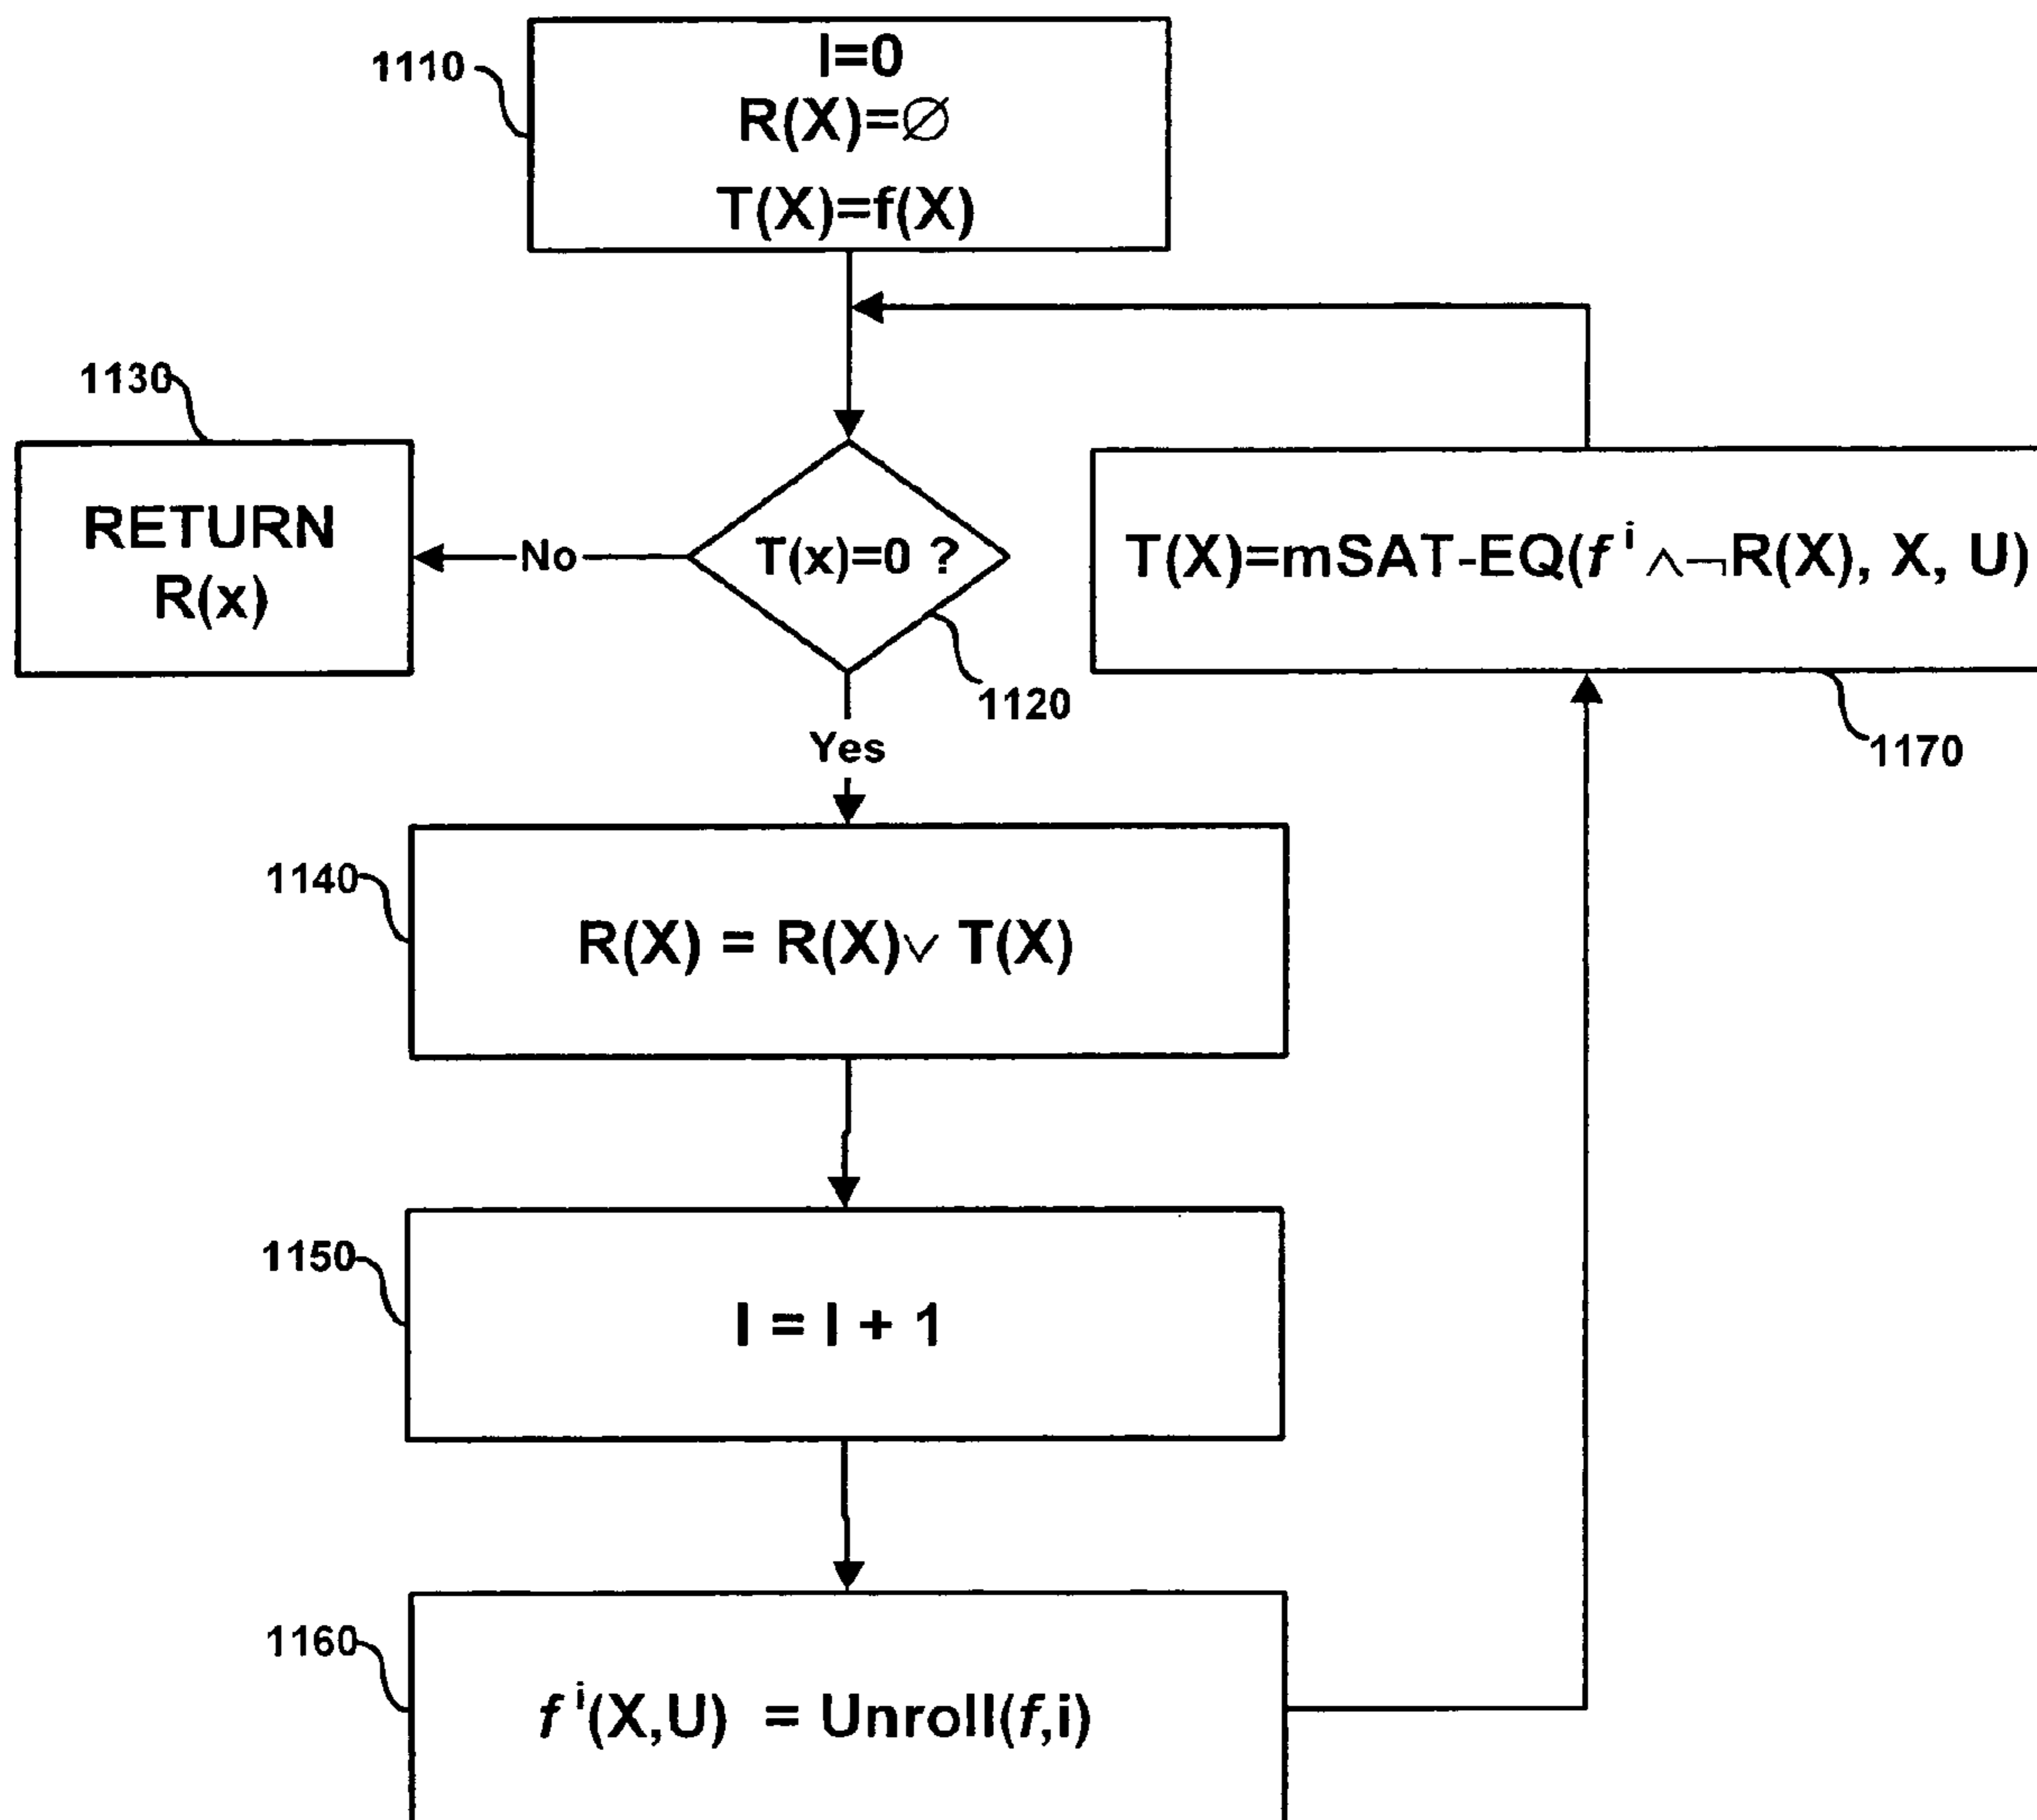 1110
I=0
R(X)=∅
T(X)=f(X)
1130
RETURN
R(x)
No
T(x)=0 ?
1120
Yes
T(X)=mSAT-EQ(f i ∧¬R(X), X, U)
1170
1140
R(X) = R(X)∨ T(X)
1150
I = I + 1
1160
f i(X,U) = Unroll(f,i)